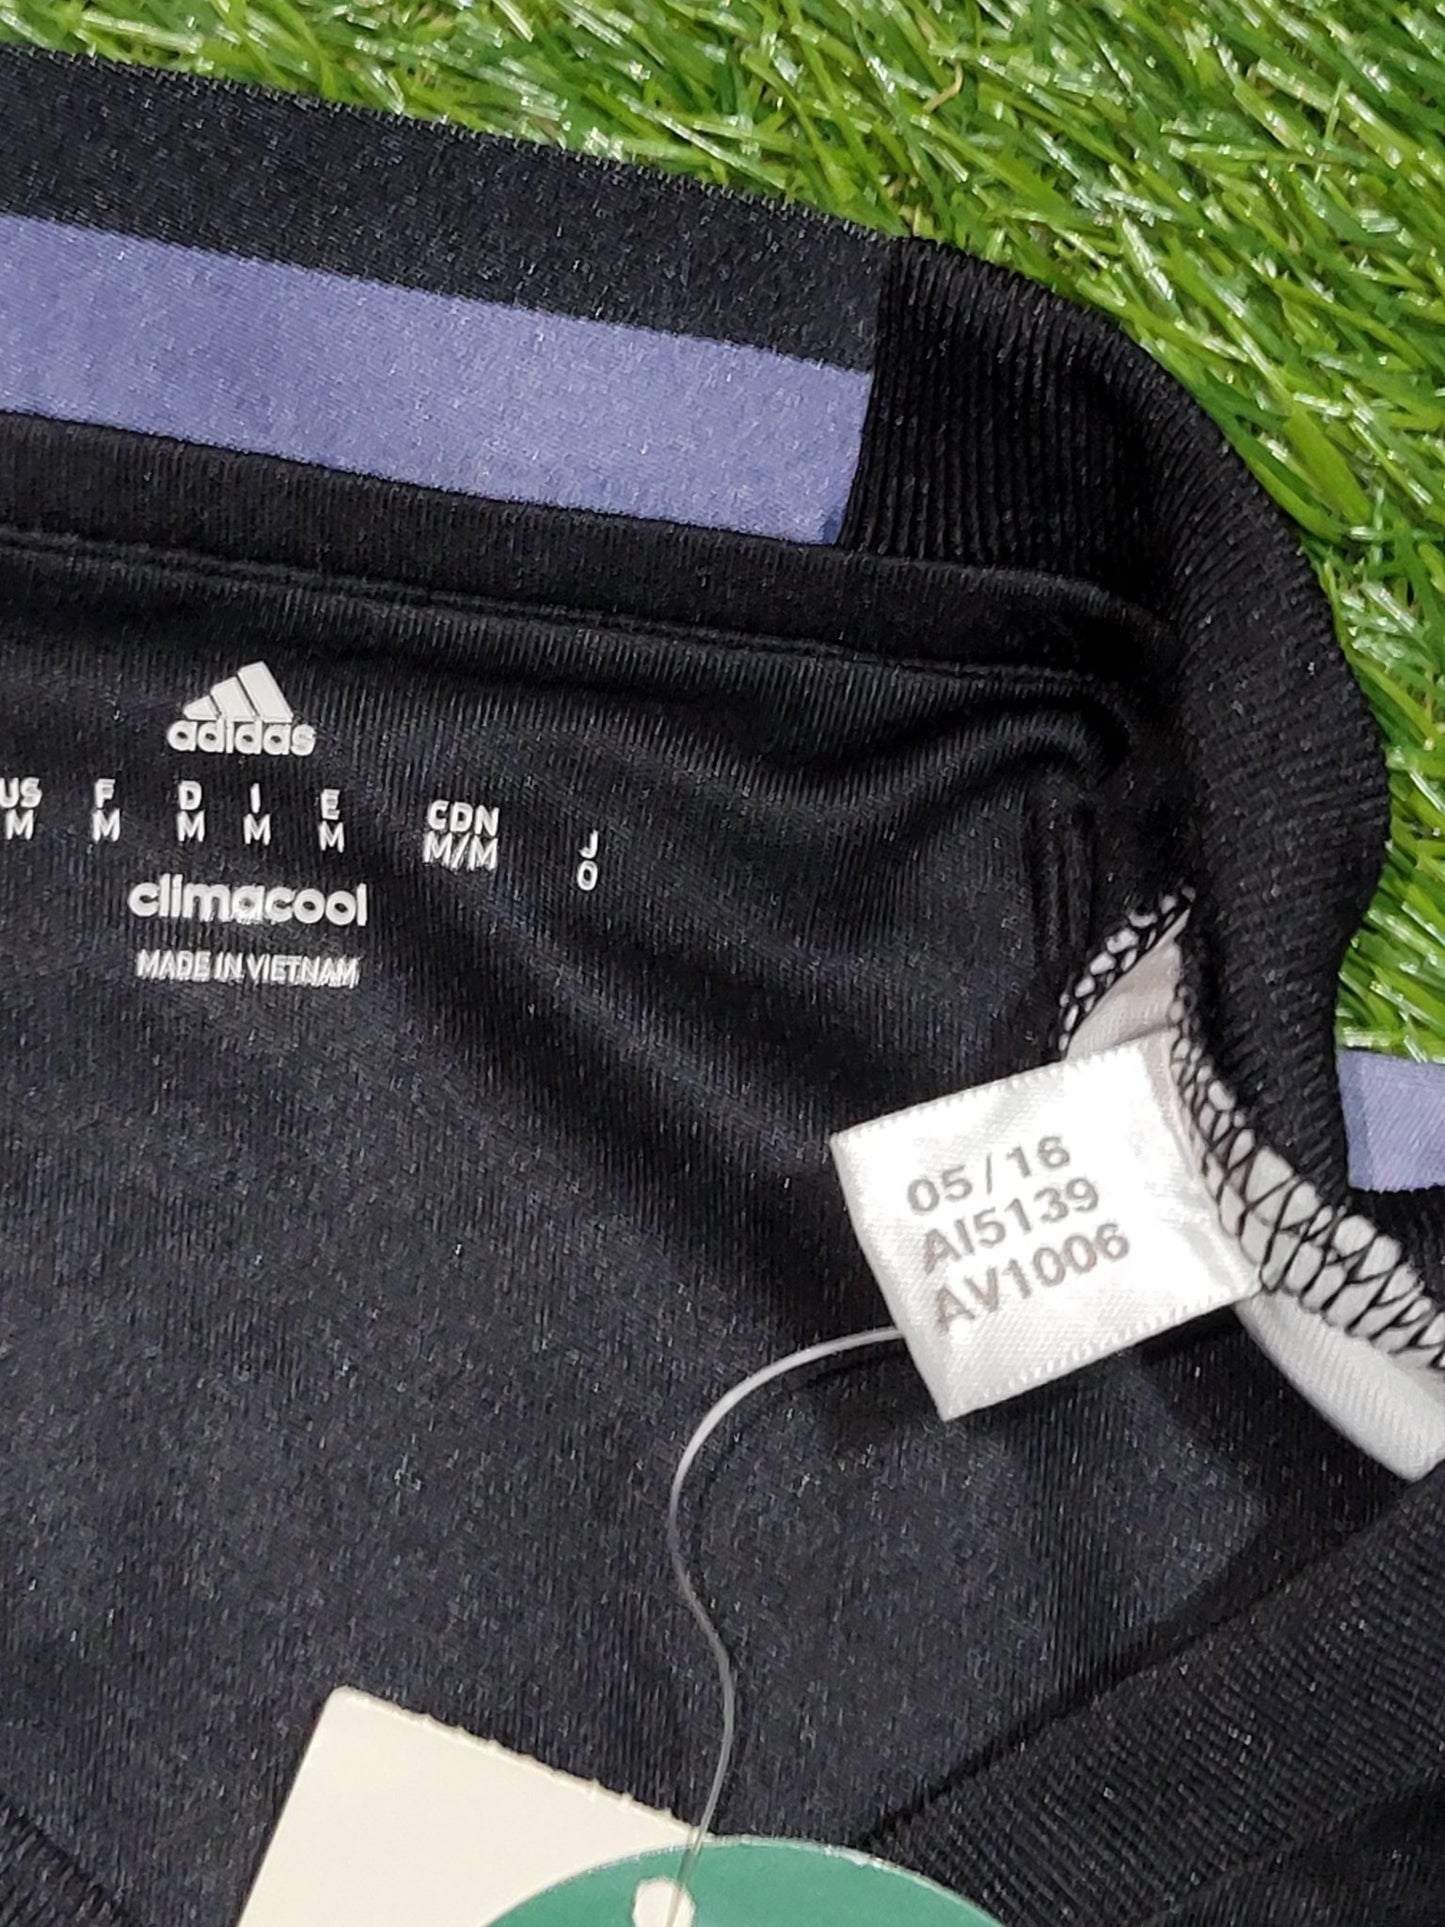 adidas
US F D I E CDN J
M M M M M M/M O
climacool
MADE IN VIETNAM
05/16
AI5139
AV1006